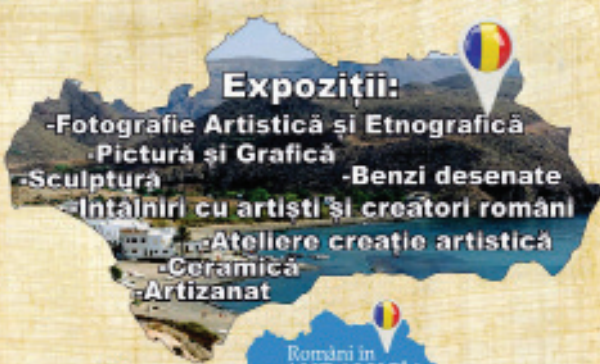 Expoziții:
-Fotografie Artistică și Etnografică
-Pictură și Grafică
-Sculptură
-Benzi desenate
-Intâlniri cu artiști și creatori români
-Ateliere creație artistică
-Ceramică
-Artizanat
Români în